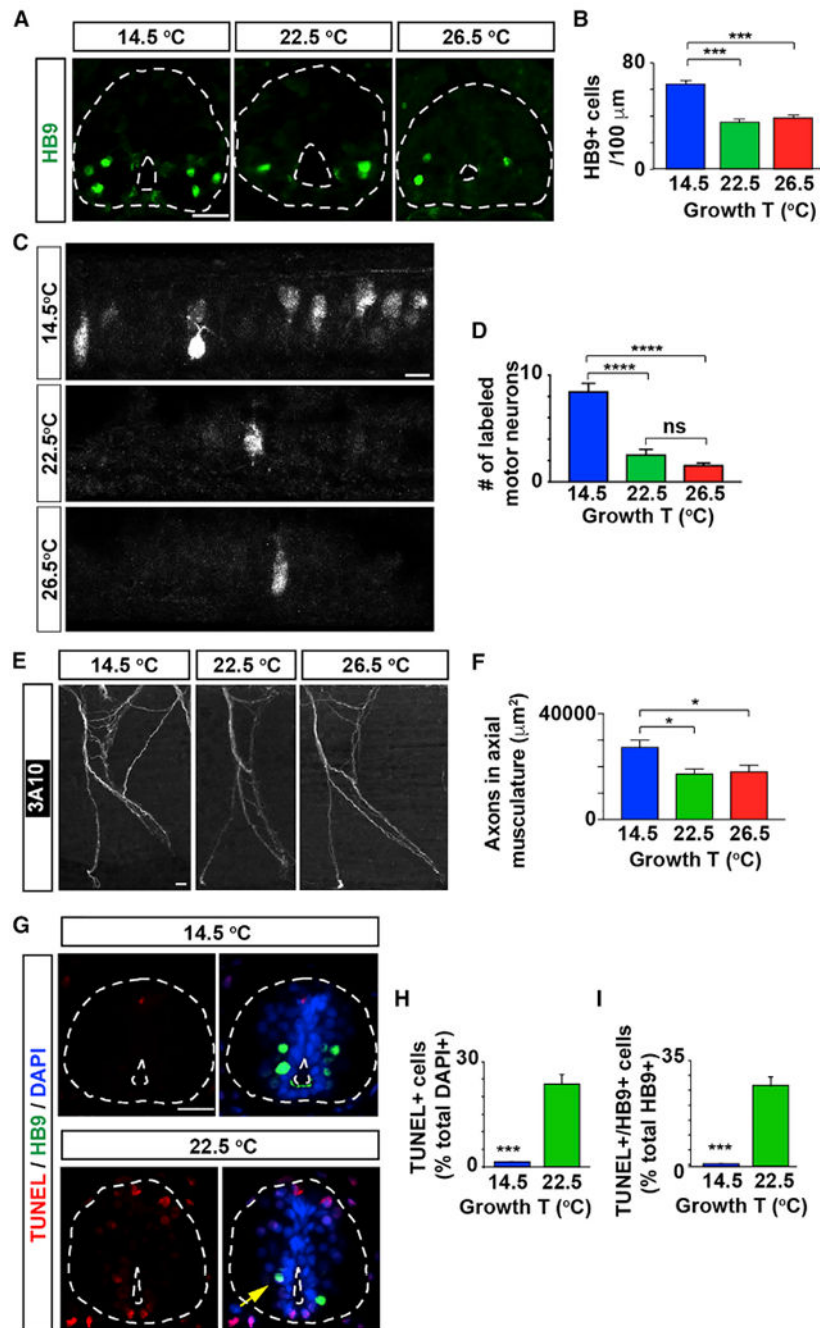 A
14.5 °C
22.5 °C
26.5 °C
HB9
B
HB9+ cells
/100 μm
80
40
0
***
***
14.5 22.5 26.5
Growth T (°C)
C
14.5°C
22.5°C
26.5°C
D
# of labeled
motor neurons
10
0
****
****
ns
14.5 22.5 26.5
Growth T (°C)
E
14.5 °C
22.5 °C
26.5 °C
3A10
F
Axons in axial
musculature (μm²)
40000
0
*
*
14.5 22.5 26.5
Growth T (°C)
G
14.5 °C
22.5 °C
TUNEL / HB9 / DAPI
H
TUNEL+ cells
(% total DAPI+)
30
0
***
14.5 22.5
Growth T (°C)
I
TUNEL+/HB9+ cells
(% total HB9+)
35
0
***
14.5 22.5
Growth T (°C)